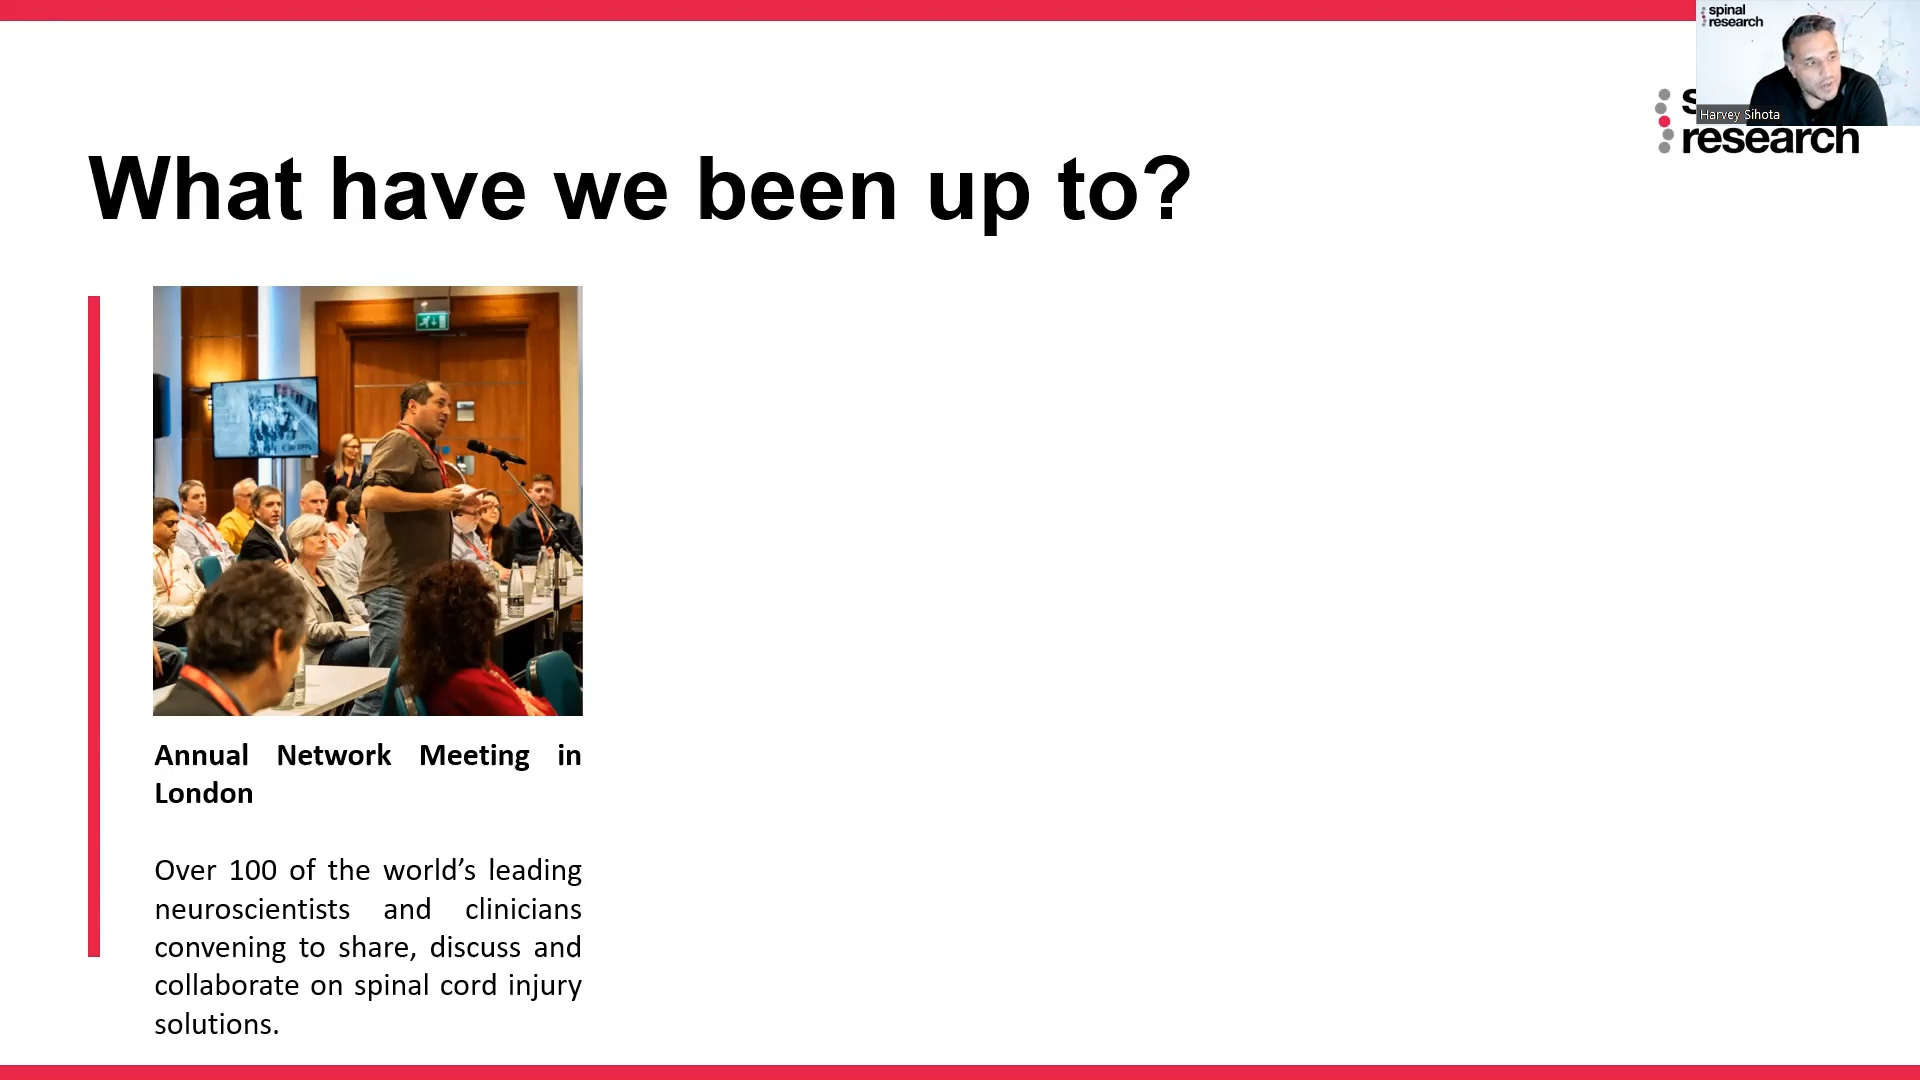 spinal
research
Harvey Sihota
research
What have we been up to?
Annual Network Meeting in
London
Over 100 of the world’s leading
neuroscientists and clinicians
convening to share, discuss and
collaborate on spinal cord injury
solutions.